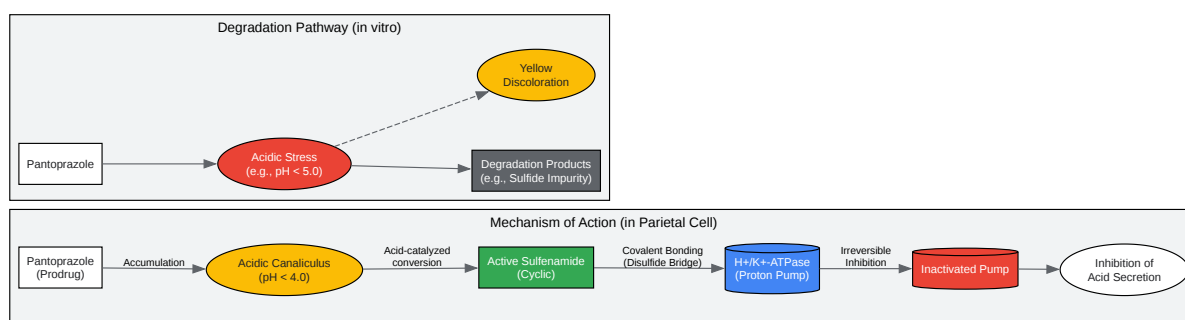 Degradation Pathway (in vitro)
Yellow
Discoloration
Pantoprazole
Acidic Stress
(e.g., pH < 5.0)
Degradation Products
(e.g., Sulfide Impurity)
Mechanism of Action (in Parietal Cell)
Pantoprazole
(Prodrug)
Accumulation
Acidic Canaliculus
(pH < 4.0)
Acid-catalyzed
conversion
Active Sulfenamide
(Cyclic)
Covalent Bonding
(Disulfide Bridge)
H+/K+-ATPase
(Proton Pump)
Irreversible
Inhibition
Inactivated Pump
Inhibition of
Acid Secretion